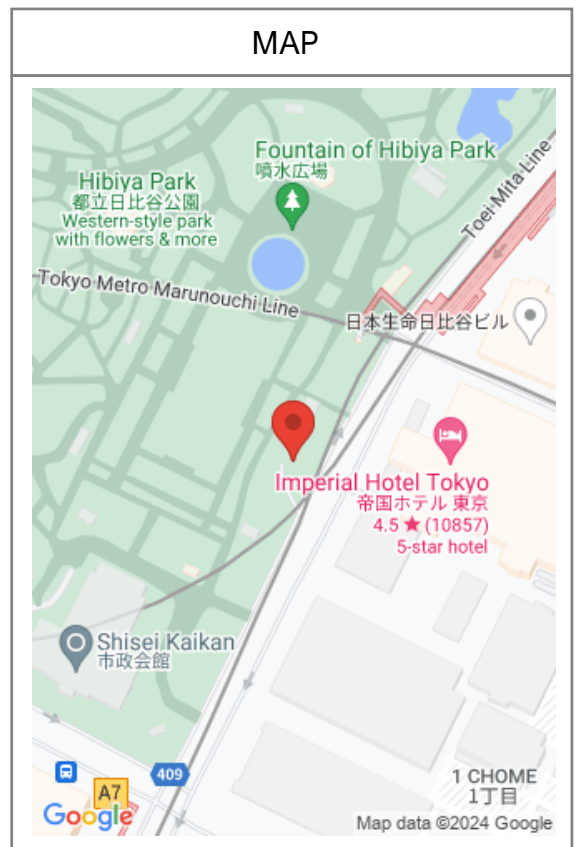 MAP
Fountain of Hibiya Park
噴水広場
Toei Mita Line
Hibiya Park
都立日比谷公園
Western-style park
with flowers & more
Tokyo Metro Marunouchi Line
日本生命日比谷ビル
Imperial Hotel Tokyo
帝国ホテル 東京
4.5 ★ (10857)
5-star hotel
Shisei Kaikan
市政会館
409
A7
1 CHOME
1丁目
Google
Map data ©2024 Google